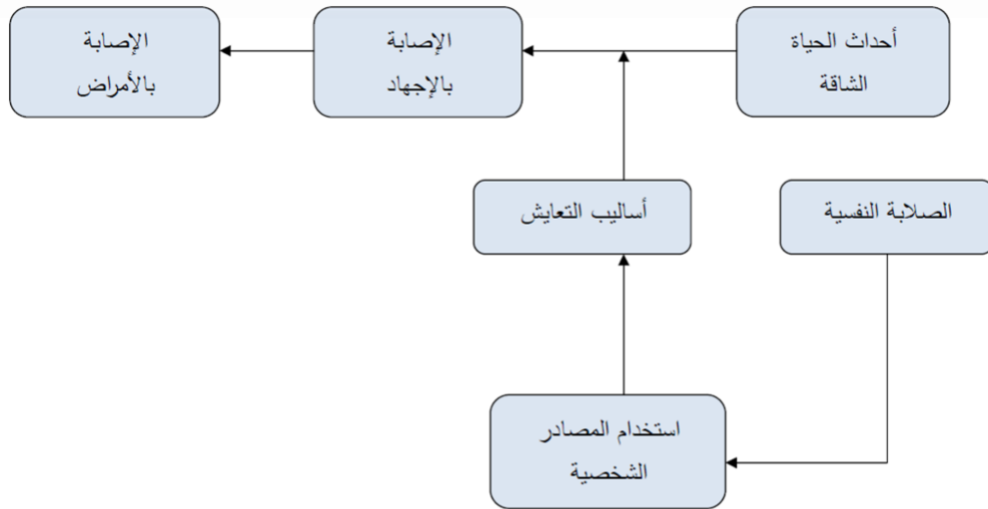 أحداث الحياة
الشاقة
الإصابة
بالإجهاد
الإصابة
بالأمراض
الصلابة النفسية
أساليب التعايش
استخدام المصادر
الشخصية